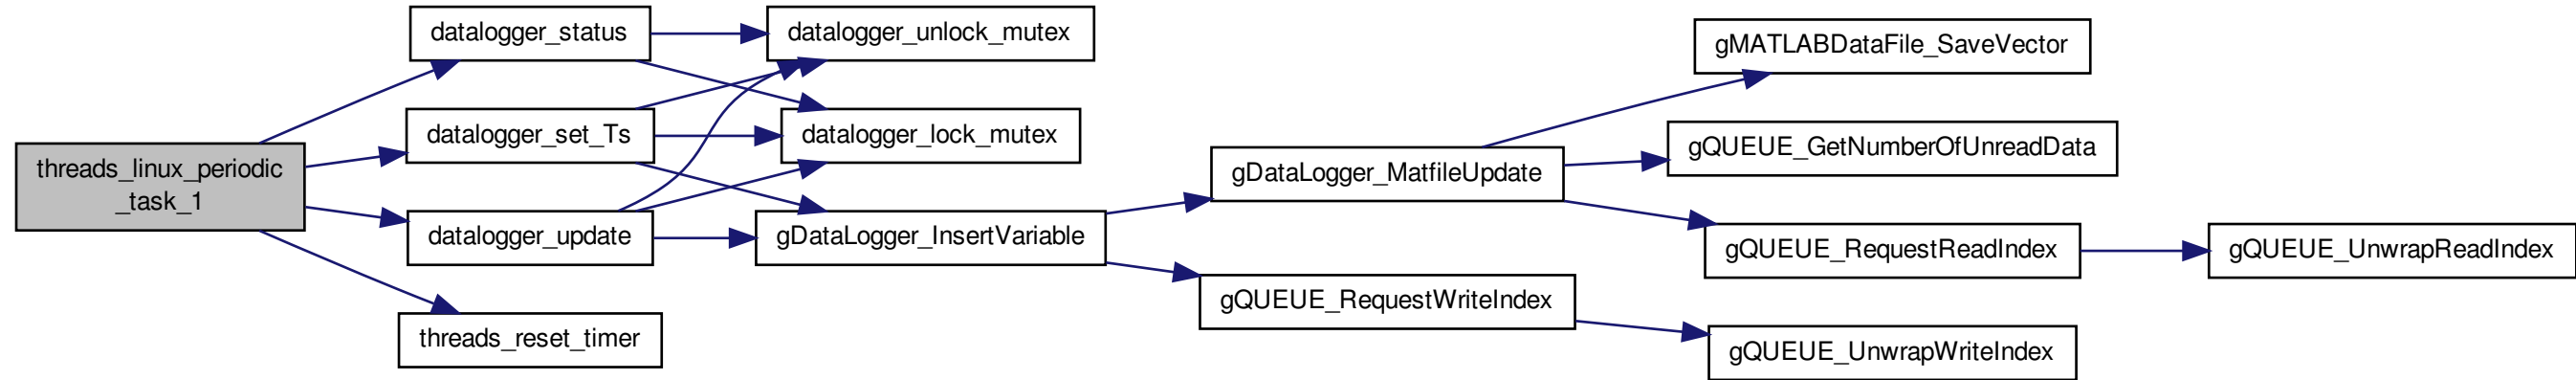 threads_linux_periodic
_task_1
datalogger_status
datalogger_set_Ts
datalogger_update
threads_reset_timer
datalogger_unlock_mutex
datalogger_lock_mutex
gDataLogger_InsertVariable
gDataLogger_MatfileUpdate
gQUEUE_RequestWriteIndex
gMATLABDataFile_SaveVector
gQUEUE_GetNumberOfUnreadData
gQUEUE_RequestReadIndex
gQUEUE_UnwrapWriteIndex
gQUEUE_UnwrapReadIndex